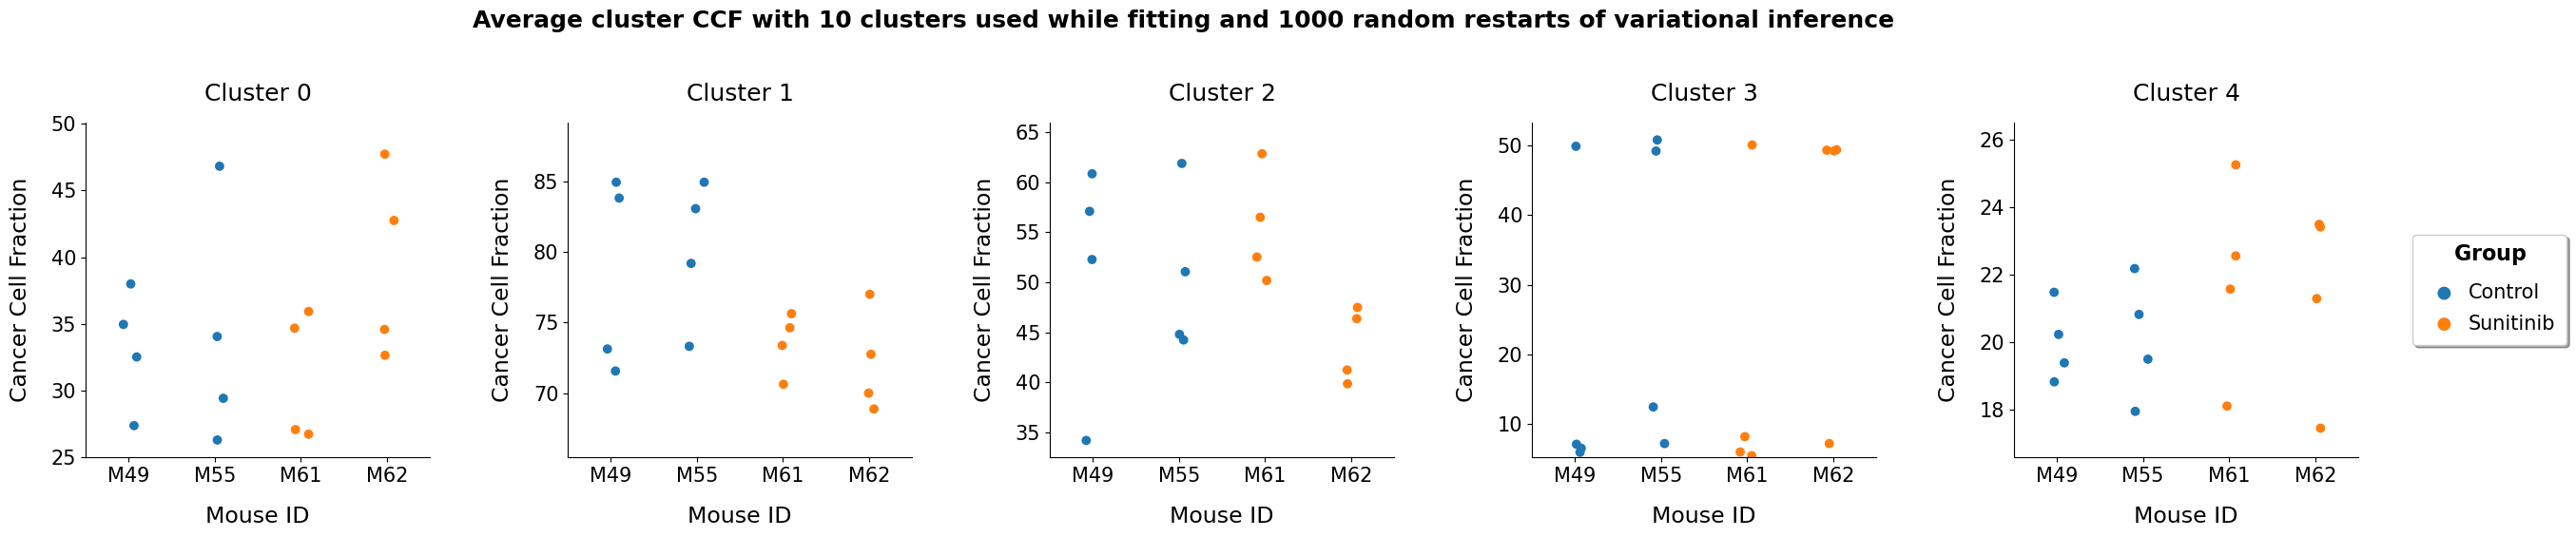 Average cluster CCF with 10 clusters used while fitting and 1000 random restarts of variational inference
Cluster 0
50
45
40
35
30
25
Cancer Cell Fraction
M49 M55 M61 M62
Mouse ID
Cluster 1
85
80
75
70
Cancer Cell Fraction
M49 M55 M61 M62
Mouse ID
Cluster 2
65
60
55
50
45
40
35
Cancer Cell Fraction
M49 M55 M61 M62
Mouse ID
Cluster 3
50
40
30
20
10
Cancer Cell Fraction
M49 M55 M61 M62
Mouse ID
Cluster 4
26
24
22
20
18
Cancer Cell Fraction
M49 M55 M61 M62
Mouse ID
Group
Control
Sunitinib